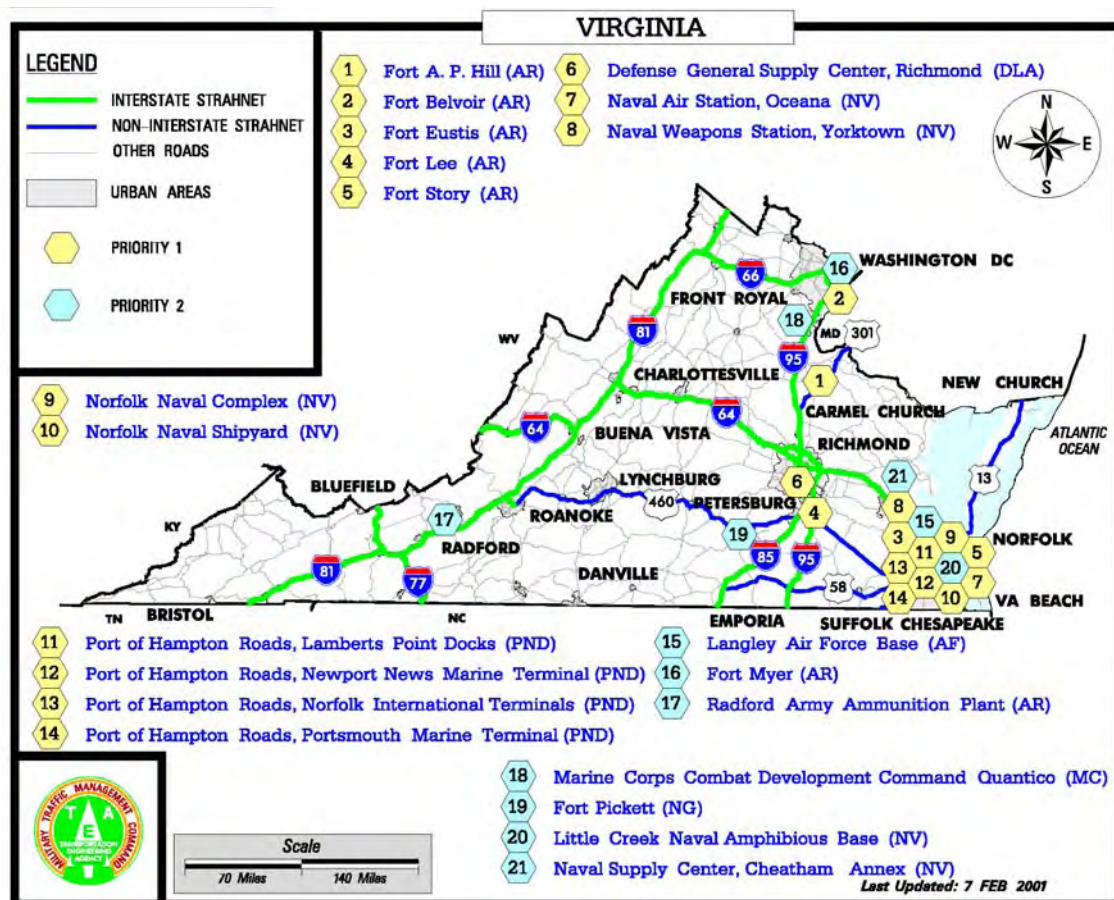 VIRGINIA
LEGEND
INTERSTATE STRAHNET
NON-INTERSTATE STRAHNET
OTHER ROADS
URBAN AREAS
PRIORITY 1
PRIORITY 2
1 Fort A. P. Hill (AR)
2 Fort Belvoir (AR)
3 Fort Eustis (AR)
4 Fort Lee (AR)
5 Fort Story (AR)
6 Defense General Supply Center, Richmond (DLA)
7 Naval Air Station, Oceana (NV)
8 Naval Weapons Station, Yorktown (NV)
N
W E
S
9 Norfolk Naval Complex (NV)
10 Norfolk Naval Shipyard (NV)
16 WASHINGTON DC
66
2
FRONT ROYAL
18
MD 301
81
WV
95
CHARLOTTESVILLE
1
NEW CHURCH
CARMEL CHURCH
64
64
BUENA VISTA
RICHMOND
ATLANTIC
OCEAN
BLUEFIELD
LYNCHBURG
6
21
13
PETERSBURG
8
460
4
17
ROANOKE
15
KY
RADFORD
19
3
9
NORFOLK
85
95
11
5
81
77
DANVILLE
13
20
58
12
7
14
10
VA BEACH
TN
BRISTOL
NC
EMPORIA
SUFFOLK
CHESAPEAKE
11 Port of Hampton Roads, Lamberts Point Docks (PND)
12 Port of Hampton Roads, Newport News Marine Terminal (PND)
13 Port of Hampton Roads, Norfolk International Terminals (PND)
14 Port of Hampton Roads, Portsmouth Marine Terminal (PND)
15 Langley Air Force Base (AF)
16 Fort Myer (AR)
17 Radford Army Ammunition Plant (AR)
18 Marine Corps Combat Development Command Quantico (MC)
19 Fort Pickett (NG)
20 Little Creek Naval Amphibious Base (NV)
21 Naval Supply Center, Cheatham Annex (NV)
MILITARY TRAFFIC MANAGEMENT COMMAND
T E A
TRANSPORTATION
ENGINEERING
AGENCY
Scale
70 Miles 140 Miles
Last Updated: 7 FEB 2001